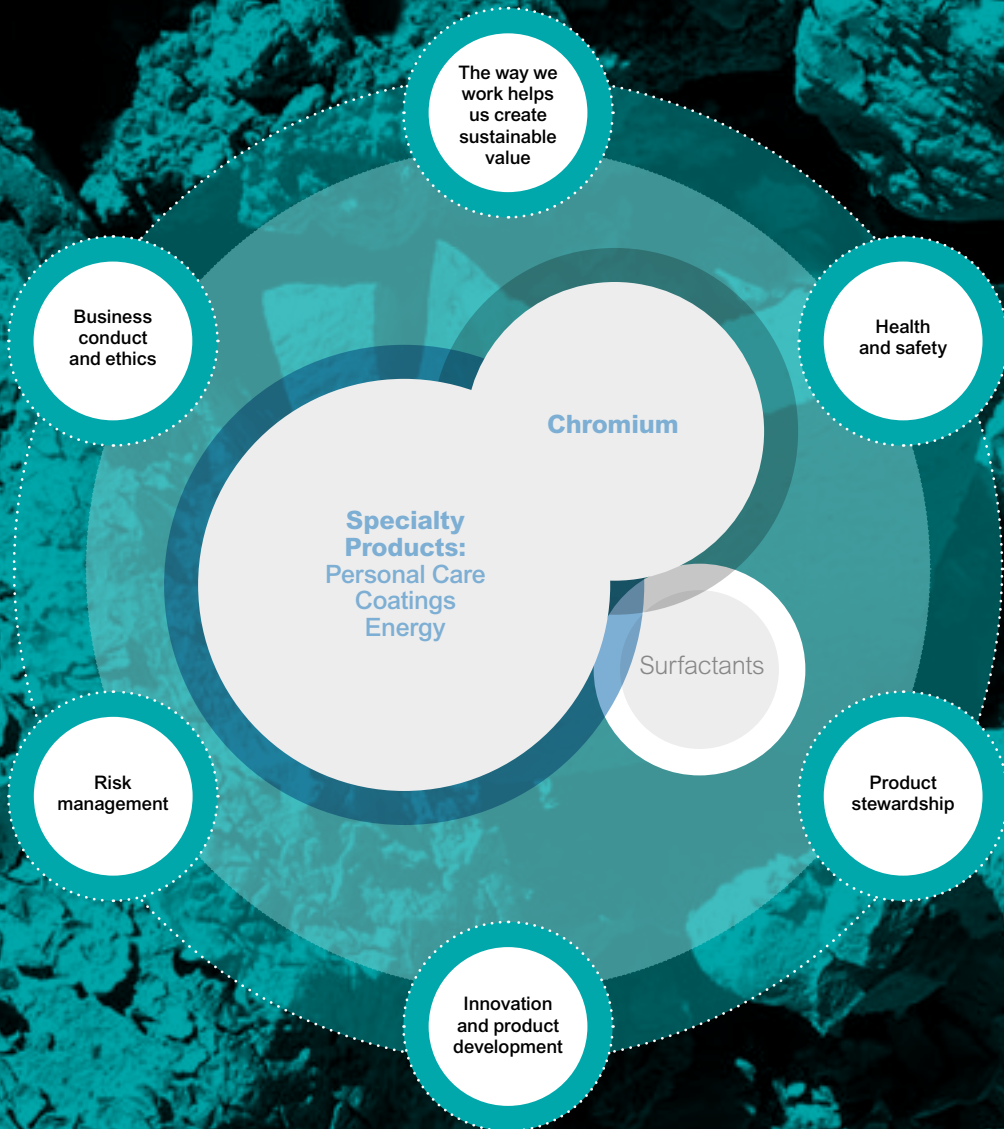 The way we
work helps
us create
sustainable
value
Business
conduct
and ethics
Health
and safety
Chromium
Specialty
Products:
Personal Care
Coatings
Energy
Surfactants
Risk
management
Product
stewardship
Innovation
and product
development